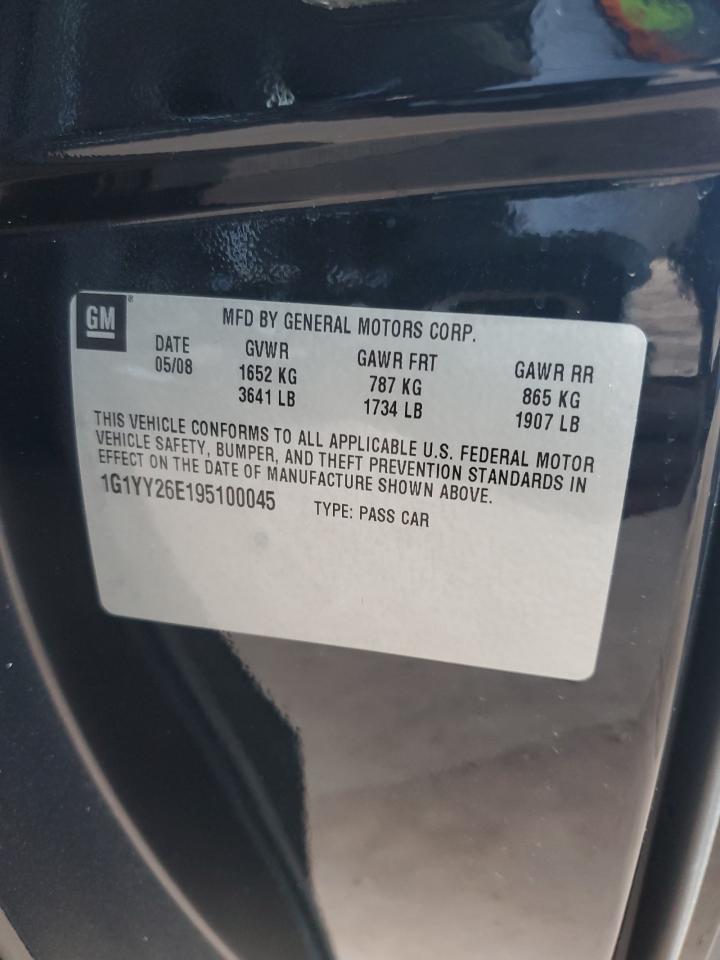 GM
MFD BY GENERAL MOTORS CORP.
DATE GVWR GAWR FRT GAWR RR
05/08 1652 KG 787 KG 865 KG
3641 LB 1734 LB 1907 LB
THIS VEHICLE CONFORMS TO ALL APPLICABLE U.S. FEDERAL MOTOR
VEHICLE SAFETY, BUMPER, AND THEFT PREVENTION STANDARDS IN
EFFECT ON THE DATE OF MANUFACTURE SHOWN ABOVE.
1G1YY26E195100045 TYPE: PASS CAR